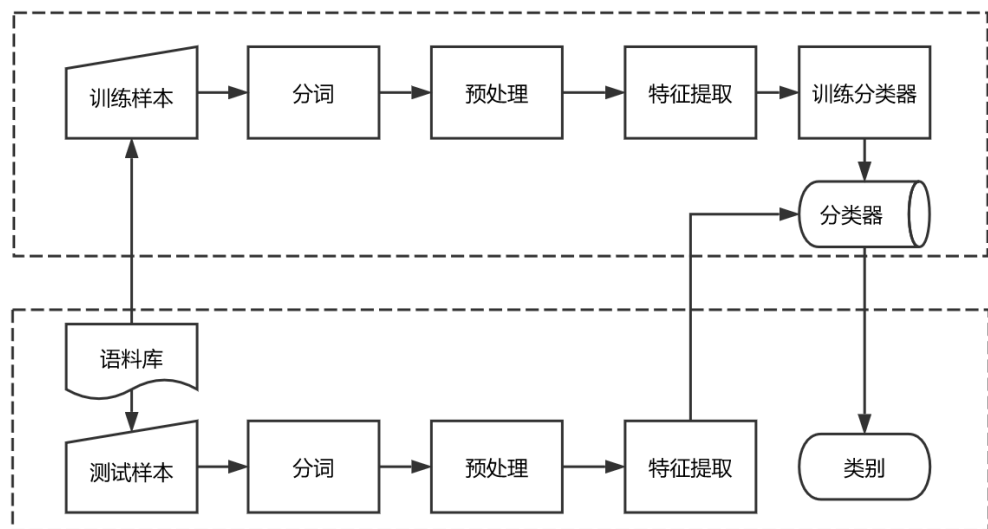 训练样本
分词
预处理
特征提取
训练分类器
分类器
语料库
测试样本
分词
预处理
特征提取
类别